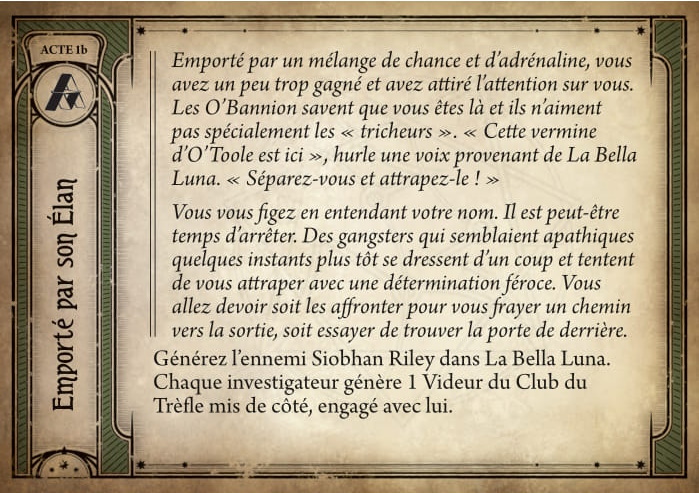 ACTE 1b
Emporté par son Élan
Emporté par un mélange de chance et d'adrénaline, vous
avez un peu trop gagné et avez attiré l'attention sur vous.
Les O'Bannion savent que vous êtes là et ils n'aiment
pas spécialement les « tricheurs ». « Cette vermine
d'O'Toole est ici », hurle une voix provenant de La Bella
Luna. « Séparez-vous et attrapez-le ! »
Vous vous figez en entendant votre nom. Il est peut-être
temps d'arrêter. Des gangsters qui semblaient apathiques
quelques instants plus tôt se dressent d'un coup et tentent
de vous attraper avec une détermination féroce. Vous
allez devoir soit les affronter pour vous frayer un chemin
vers la sortie, soit essayer de trouver la porte de derrière.
Générez l'ennemi Siobhan Riley dans La Bella Luna.
Chaque investigateur génère 1 Videur du Club du
Trèfle mis de côté, engagé avec lui.